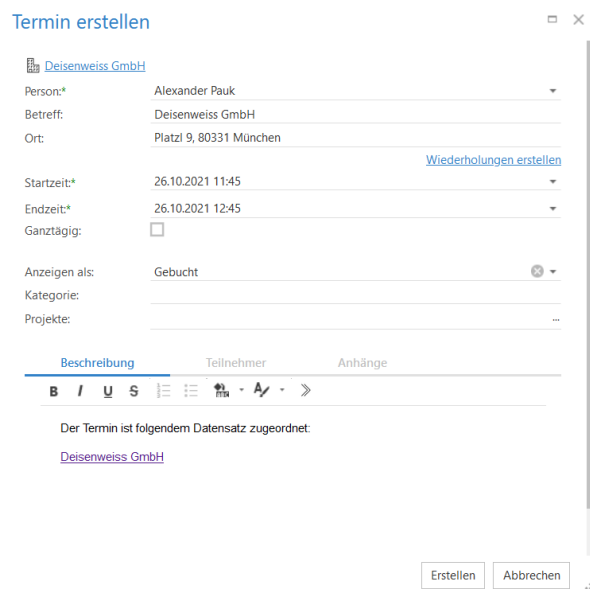 Termin erstellen
Deisenweiss GmbH
Person:* Alexander Pauk
Betreff: Deisenweiss GmbH
Ort: Platzl 9, 80331 München
Wiederholungen erstellen
Startzeit:* 26.10.2021 11:45
Endzeit:* 26.10.2021 12:45
Ganztägig:
Anzeigen als: Gebucht
Kategorie:
Projekte: ...
Beschreibung Teilnehmer Anhänge
B I U S ABC A
Der Termin ist folgendem Datensatz zugeordnet:
Deisenweiss GmbH
Erstellen Abbrechen